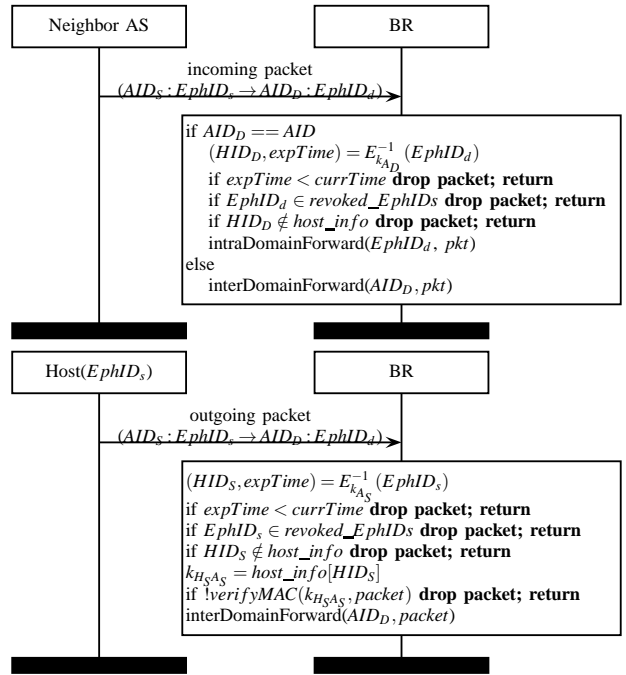 Neighbor AS
BR
incoming packet
(AID_S : EphID_s → AID_D : EphID_d)
if AID_D == AID
(HID_D, expTime) = E^{-1}_{k_{A_D}} (EphID_d)
if expTime < currTime drop packet; return
if EphID_d ∈ revoked_EphIDs drop packet; return
if HID_D ∉ host_info drop packet; return
intraDomainForward(EphID_d, pkt)
else
interDomainForward(AID_D, pkt)
Host(EphID_s)
BR
outgoing packet
(AID_S : EphID_s → AID_D : EphID_d)
(HID_S, expTime) = E^{-1}_{k_{A_S}} (EphID_s)
if expTime < currTime drop packet; return
if EphID_s ∈ revoked_EphIDs drop packet; return
if HID_S ∉ host_info drop packet; return
k_{H_S A_S} = host_info[HID_S]
if !verifyMAC(k_{H_S A_S}, packet) drop packet; return
interDomainForward(AID_D, packet)